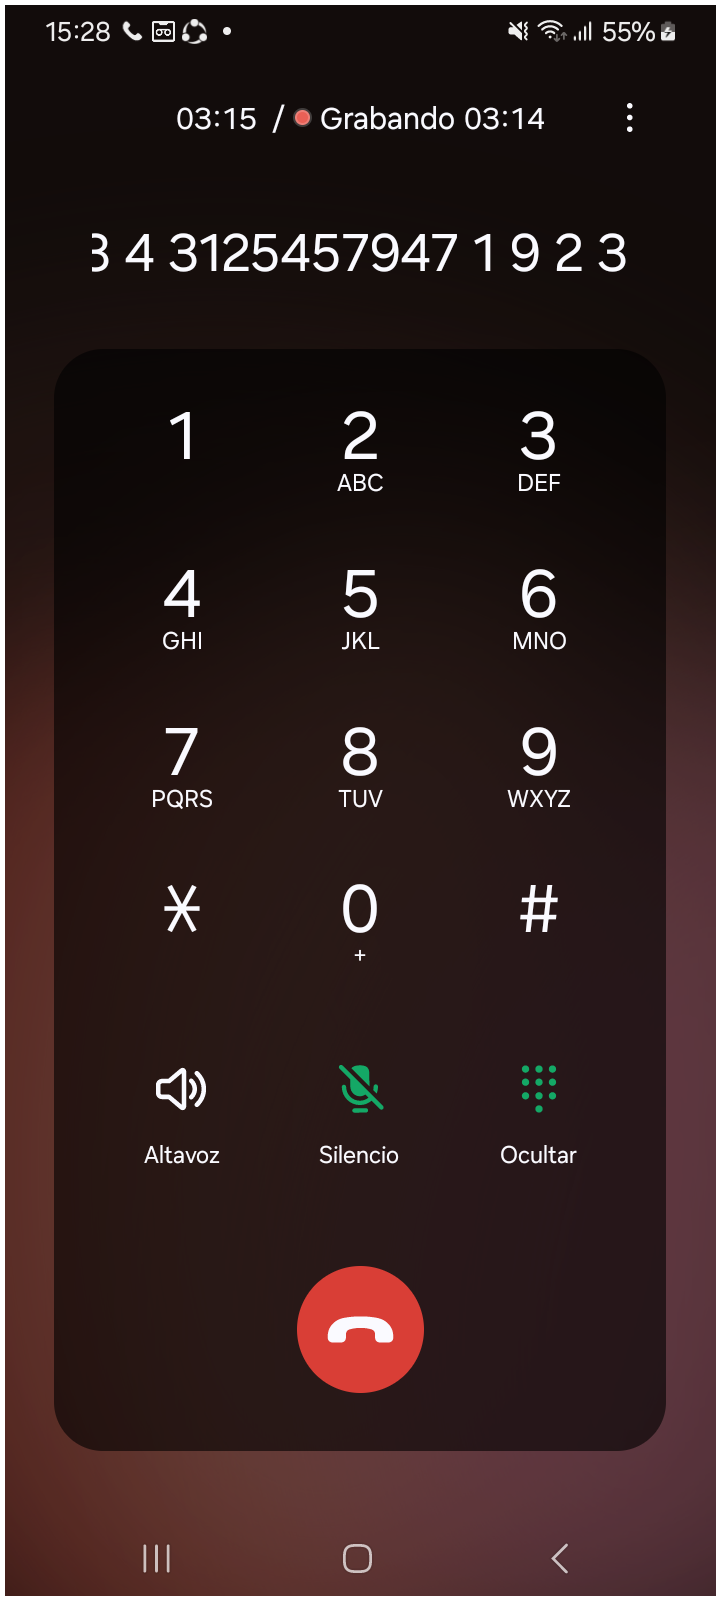 15:28 55%
03:15 / Grabando 03:14
3 4 3125457947 1 9 2 3
1 2 3
ABC DEF
4 5 6
GHI JKL MNO
7 8 9
PQRS TUV WXYZ
* 0 #
+
Altavoz Silencio Ocultar